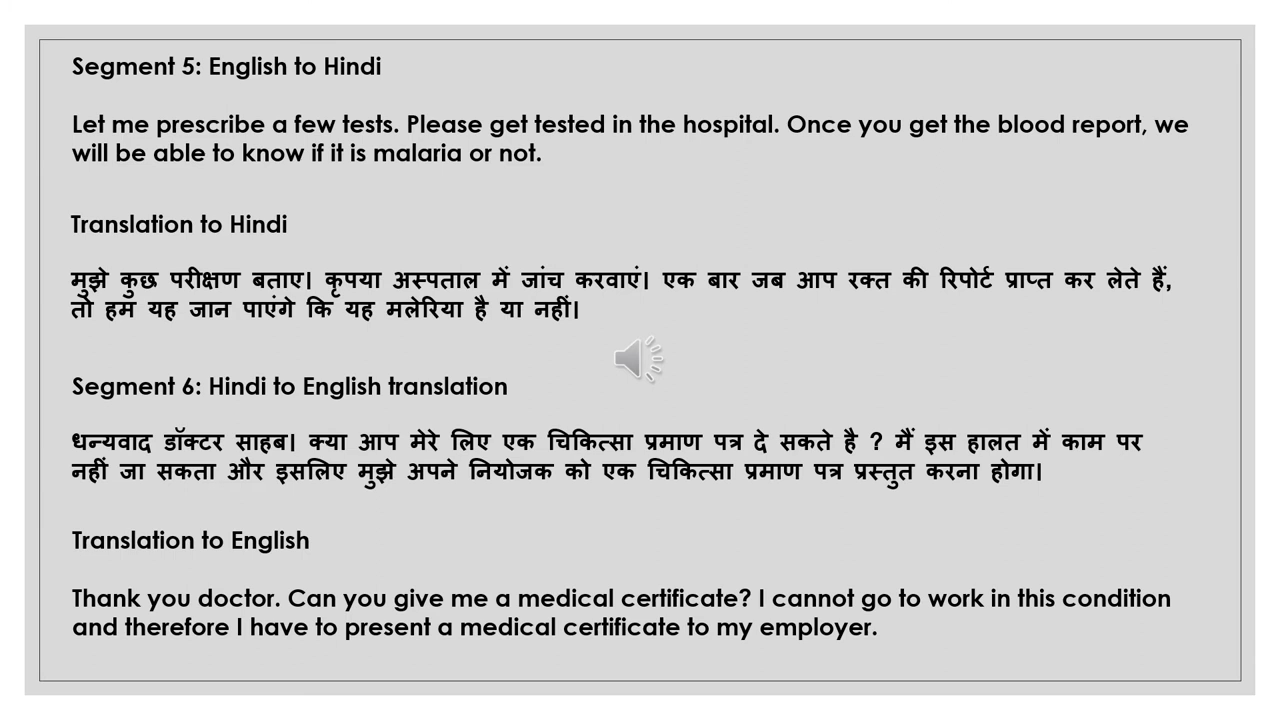 Segment 5: English to Hindi
Let me prescribe a few tests. Please get tested in the hospital. Once you get the blood report, we
will be able to know if it is malaria or not.
Translation to Hindi
मुझे कुछ परीक्षण बताए। कृपया अस्पताल में जांच करवाएं। एक बार जब आप रक्त की रिपोर्ट प्राप्त कर लेते हैं,
तो हम यह जान पाएंगे कि यह मलेरिया है या नहीं।
Segment 6: Hindi to English translation
धन्यवाद डॉक्टर साहब। क्या आप मेरे लिए एक चिकित्सा प्रमाण पत्र दे सकते है ? मैं इस हालत में काम पर
नहीं जा सकता और इसलिए मुझे अपने नियोजक को एक चिकित्सा प्रमाण पत्र प्रस्तुत करना होगा।
Translation to English
Thank you doctor. Can you give me a medical certificate? I cannot go to work in this condition
and therefore I have to present a medical certificate to my employer.